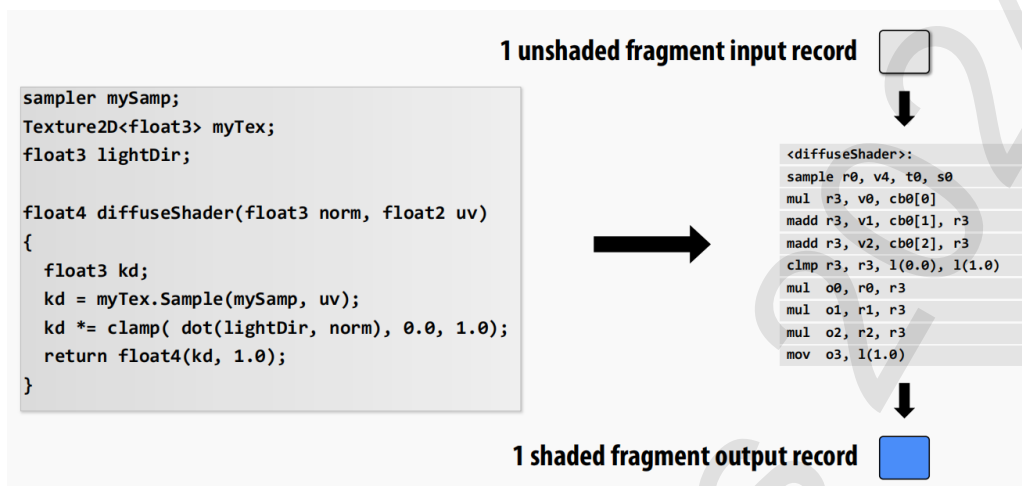 1 unshaded fragment input record
sampler mySamp;
Texture2D<float3> myTex;
float3 lightDir;
float4 diffuseShader(float3 norm, float2 uv)
{
float3 kd;
kd = myTex.Sample(mySamp, uv);
kd *= clamp( dot(lightDir, norm), 0.0, 1.0);
return float4(kd, 1.0);
}
<diffuseShader>:
sample r0, v4, t0, s0
mul r3, v0, cb0[0]
madd r3, v1, cb0[1], r3
madd r3, v2, cb0[2], r3
clmp r3, r3, l(0.0), l(1.0)
mul o0, r0, r3
mul o1, r1, r3
mul o2, r2, r3
mov o3, l(1.0)
1 shaded fragment output record